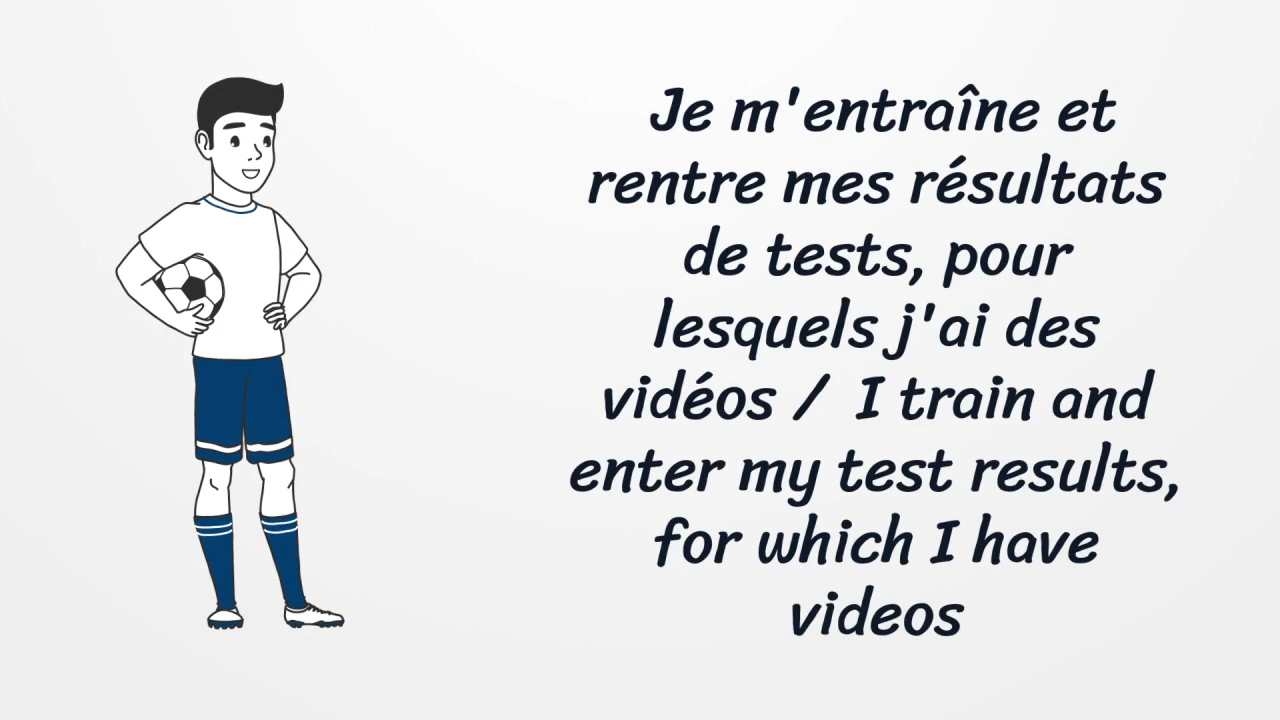 Je m'entraîne et
rentre mes résultats
de tests, pour
lesquels j'ai des
vidéos / I train and
enter my test results,
for which I have
videos